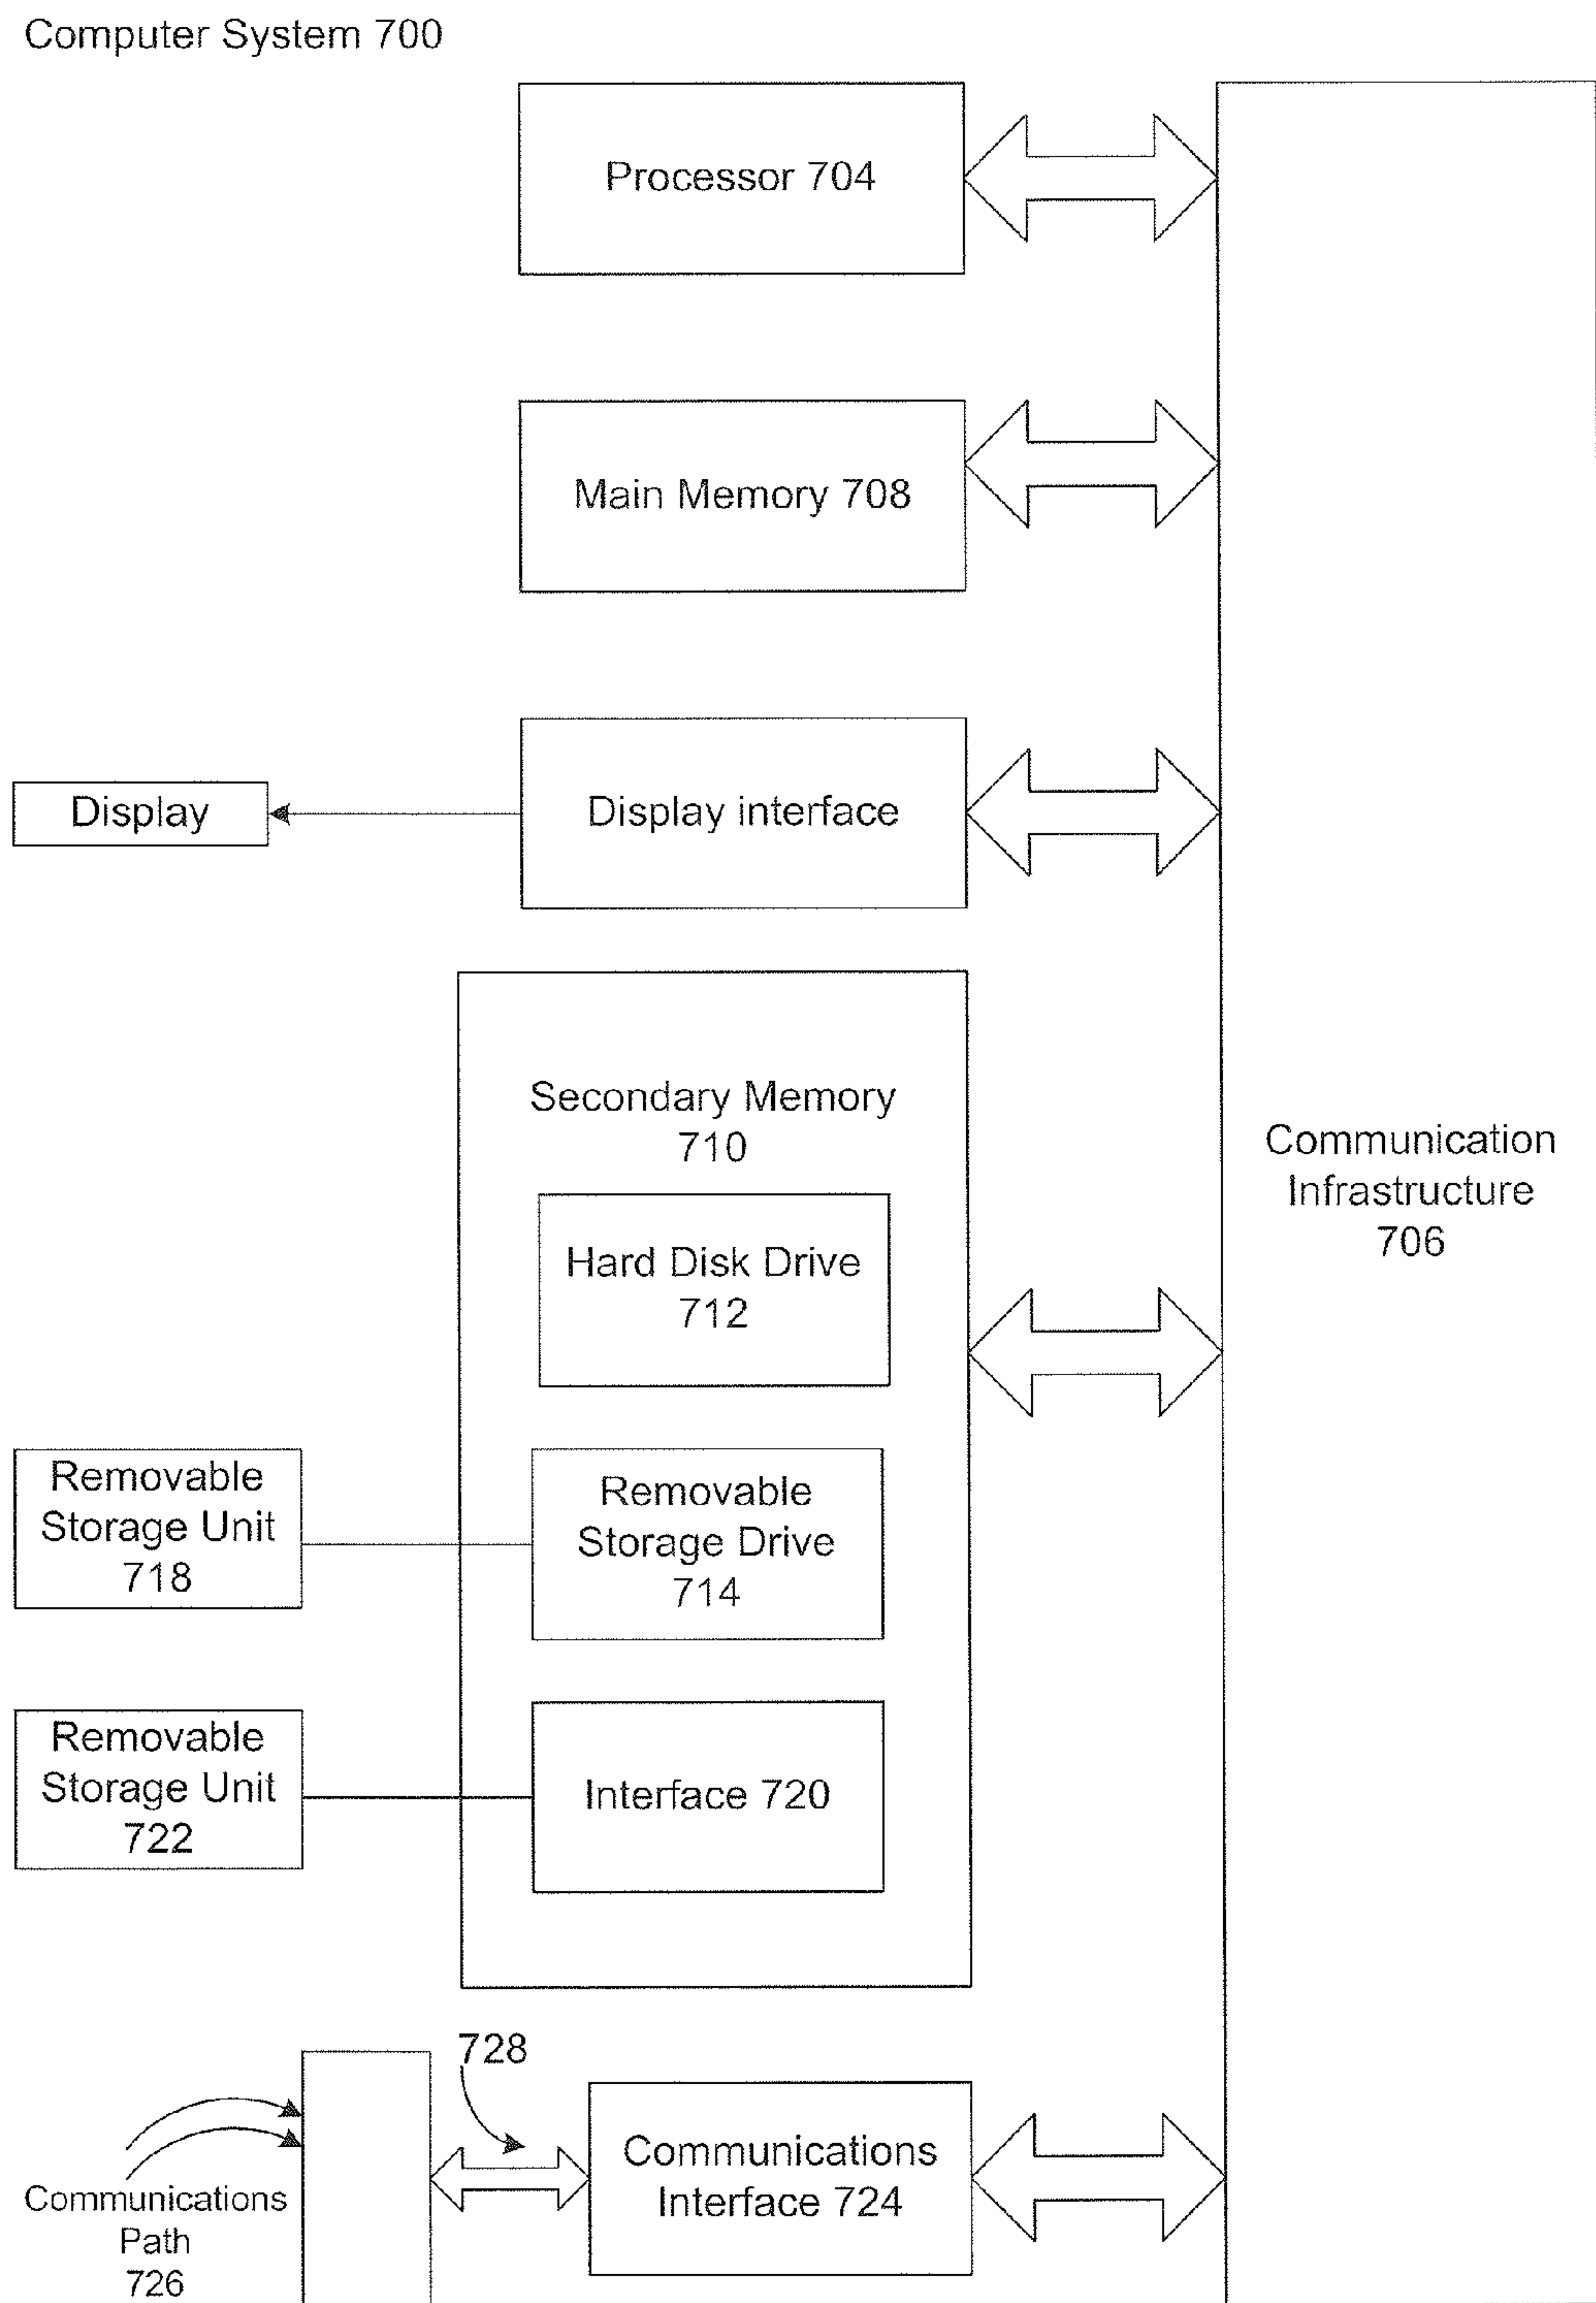 Computer System 700
Processor 704
Main Memory 708
Display
Display interface
Secondary Memory
710
Communication
Infrastructure
706
Hard Disk Drive
712
Removable
Storage Unit
718
Removable
Storage Drive
714
Removable
Storage Unit
722
Interface 720
728
Communications
Interface 724
Communications
Path
726